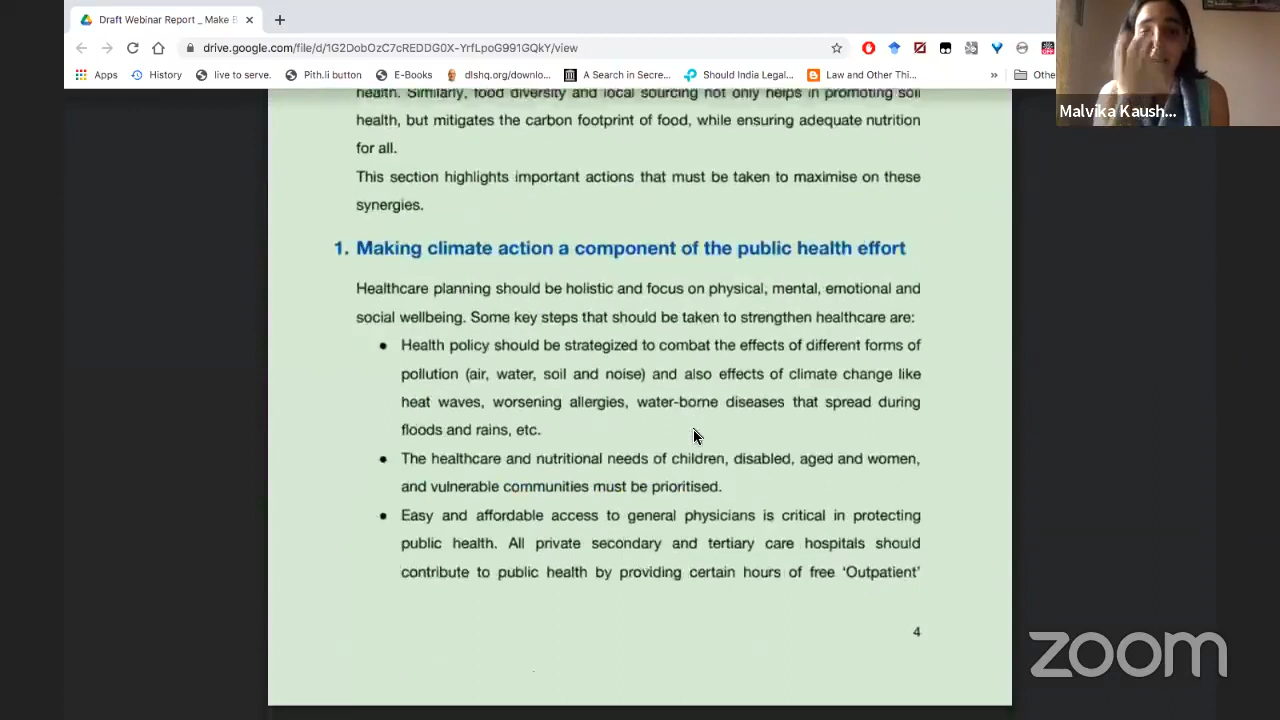 Draft Webinar Report _ Make
drive.google.com/file/d/1G2DobOzC7cREDDG0X-YrfLpoG991GQkY/view
Apps History live to serve. Pith.li button E-Books dlshq.org/downlo... A Search in Secre... Should India Legal... Law and Other Thi... » Othe
Malvika Kaush...
health. Similarly, food diversity and local sourcing not only helps in promoting soil
health, but mitigates the carbon footprint of food, while ensuring adequate nutrition
for all.
This section highlights important actions that must be taken to maximise on these
synergies.
1. Making climate action a component of the public health effort
Healthcare planning should be holistic and focus on physical, mental, emotional and
social wellbeing. Some key steps that should be taken to strengthen healthcare are:
• Health policy should be strategized to combat the effects of different forms of
pollution (air, water, soil and noise) and also effects of climate change like
heat waves, worsening allergies, water-borne diseases that spread during
floods and rains, etc.
• The healthcare and nutritional needs of children, disabled, aged and women,
and vulnerable communities must be prioritised.
• Easy and affordable access to general physicians is critical in protecting
public health. All private secondary and tertiary care hospitals should
contribute to public health by providing certain hours of free ‘Outpatient’
4
zoom